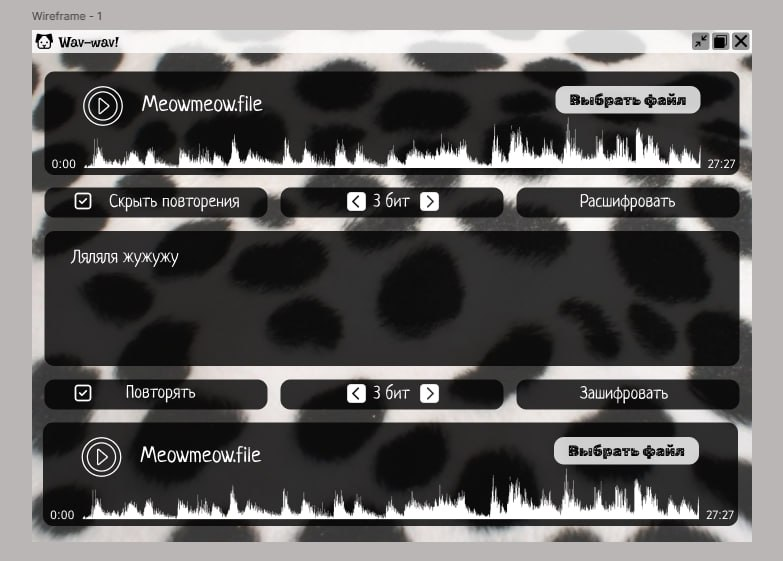 Wireframe - 1
Wav-wav!
Meowmeow.file
Выбрать файл
0:00
27:27
Скрыть повторения
3 бит
Расшифровать
Ляляля жужужу
Повторять
3 бит
Зашифровать
Meowmeow.file
Выбрать файл
0:00
27:27